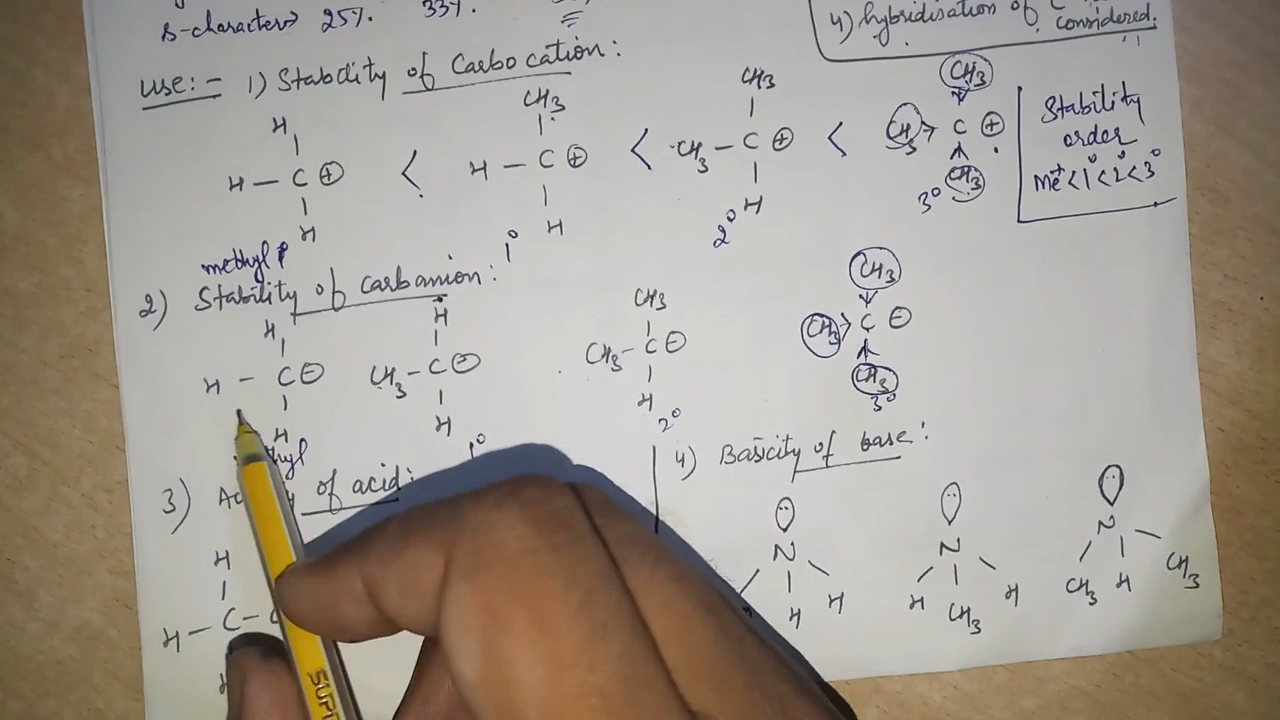 s-character> 25%. 33%.
4) hybridisation of C
considered.
Use:- 1) Stability of Carbocation:
H
H - C ⊕
H
methyl
<
CH3
H - C ⊕
H
1°
<
CH3
CH3 - C ⊕
H
2°
<
CH3
CH3 → C ⊕
CH3
3°
Stability
order
Me+<1°<2°<3°
2) Stability of carbanion:
H
H - C ⊖
H
H
CH3 - C ⊖
H
1°
CH3
CH3 - C ⊖
H
2°
CH3
CH3 → C ⊖
CH3
3°
3) of acid:
H
H - C -
4) Basicity of base:
N
H H
N
H CH3 H
N
CH3 H CH3
SUPE